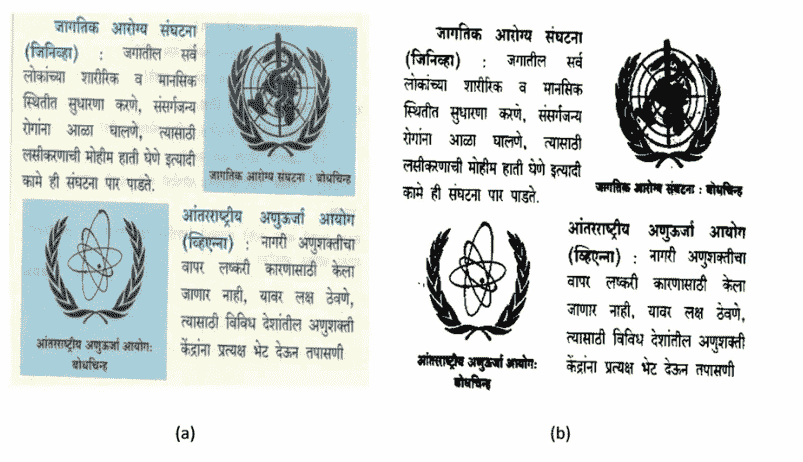 जागतिक आरोग्य संघटना
(जिनिव्हा) : जगातील सर्व
लोकांच्या शारीरिक व मानसिक
स्थितीत सुधारणा करणे, संसर्गजन्य
रोगांना आळा घालणे, त्यासाठी
लसीकरणाची मोहीम हाती घेणे इत्यादी
कामे ही संघटना पार पाडते.
जागतिक आरोग्य संघटना : बोधचिन्ह
आंतरराष्ट्रीय अणुऊर्जा आयोग
(व्हिएन्ना) : नागरी अणुशक्तीचा
वापर लष्करी कारणासाठी केला
जाणार नाही, यावर लक्ष ठेवणे,
त्यासाठी विविध देशांतील अणुशक्ती
केंद्रांना प्रत्यक्ष भेट देऊन तपासणी
आंतरराष्ट्रीय अणुऊर्जा आयोग:
बोधचिन्ह
(a)
जागतिक आरोग्य संघटना
(जिनिव्हा) : जगातील सर्व
लोकांच्या शारीरिक व मानसिक
स्थितीत सुधारणा करणे, संसर्गजन्य
रोगांना आळा घालणे, त्यासाठी
लसीकरणाची मोहीम हाती घेणे इत्यादी
कामे ही संघटना पार पाडते.
जागतिक आरोग्य संघटना : बोधचिन्ह
आंतरराष्ट्रीय अणुऊर्जा आयोग
(व्हिएन्ना) : नागरी अणुशक्तीचा
वापर लष्करी कारणासाठी केला
जाणार नाही, यावर लक्ष ठेवणे,
त्यासाठी विविध देशांतील अणुशक्ती
केंद्रांना प्रत्यक्ष भेट देऊन तपासणी
आंतरराष्ट्रीय अणुऊर्जा आयोग:
बोधचिन्ह
(b)